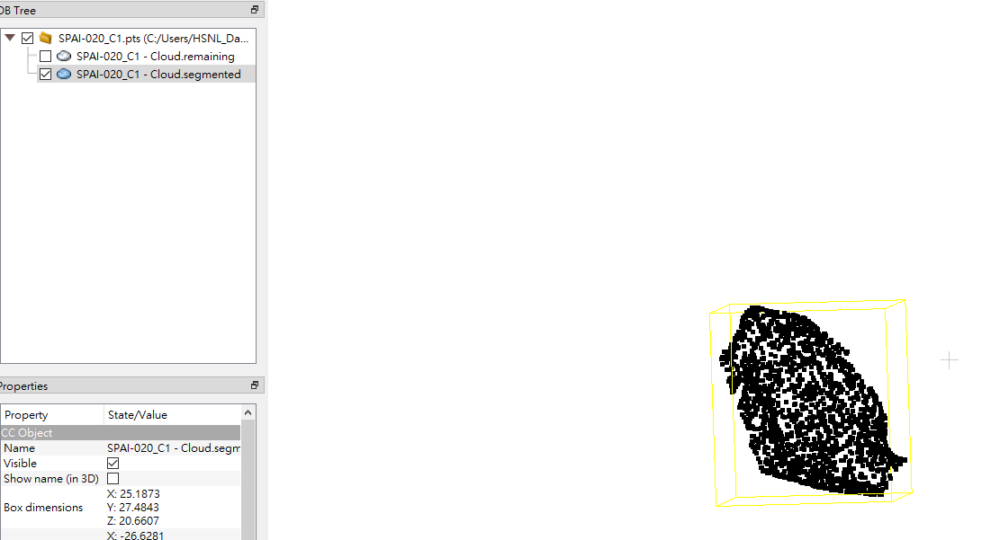 DB Tree
SPAI-020_C1.pts (C:/Users/HSNL_Da...
SPAI-020_C1 - Cloud.remaining
SPAI-020_C1 - Cloud.segmented
Properties
Property State/Value
CC Object
Name SPAI-020_C1 - Cloud.segm
Visible
Show name (in 3D)
X: 25.1873
Box dimensions Y: 27.4843
Z: 20.6607
X: -26.6281